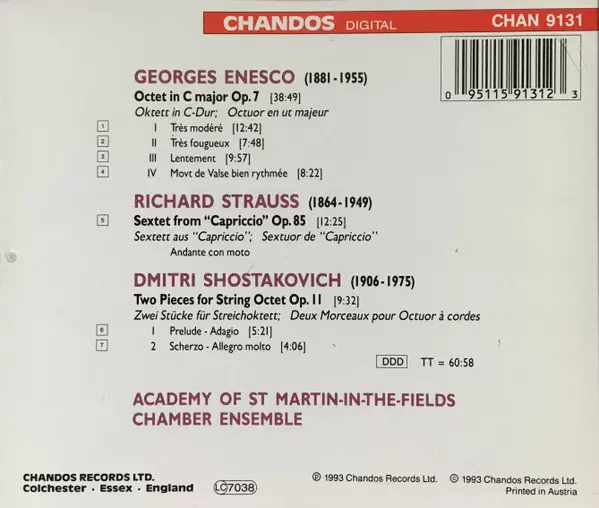 CHANDOS DIGITAL
CHAN 9131
0 95115 91312 3
GEORGES ENESCO (1881-1955)
Octet in C major Op. 7 [38:49]
Oktett in C-Dur; Octuor en ut majeur
1 I Très modéré [12:42]
2 II Très fougueux [7:48]
3 III Lentement [9:57]
4 IV Movt de Valse bien rythmée [8:22]
RICHARD STRAUSS (1864-1949)
5 Sextet from "Capriccio" Op. 85 [12:25]
Sextett aus "Capriccio"; Sextuor de "Capriccio"
Andante con moto
DMITRI SHOSTAKOVICH (1906-1975)
Two Pieces for String Octet Op. 11 [9:32]
Zwei Stücke für Streichoktett; Deux Morceaux pour Octuor à cordes
6 1 Prelude - Adagio [5:21]
7 2 Scherzo - Allegro molto [4:06]
DDD TT = 60:58
ACADEMY OF ST MARTIN-IN-THE-FIELDS
CHAMBER ENSEMBLE
CHANDOS RECORDS LTD.
Colchester · Essex · England
LC 7038
℗ 1993 Chandos Records Ltd. © 1993 Chandos Records Ltd.
Printed in Austria